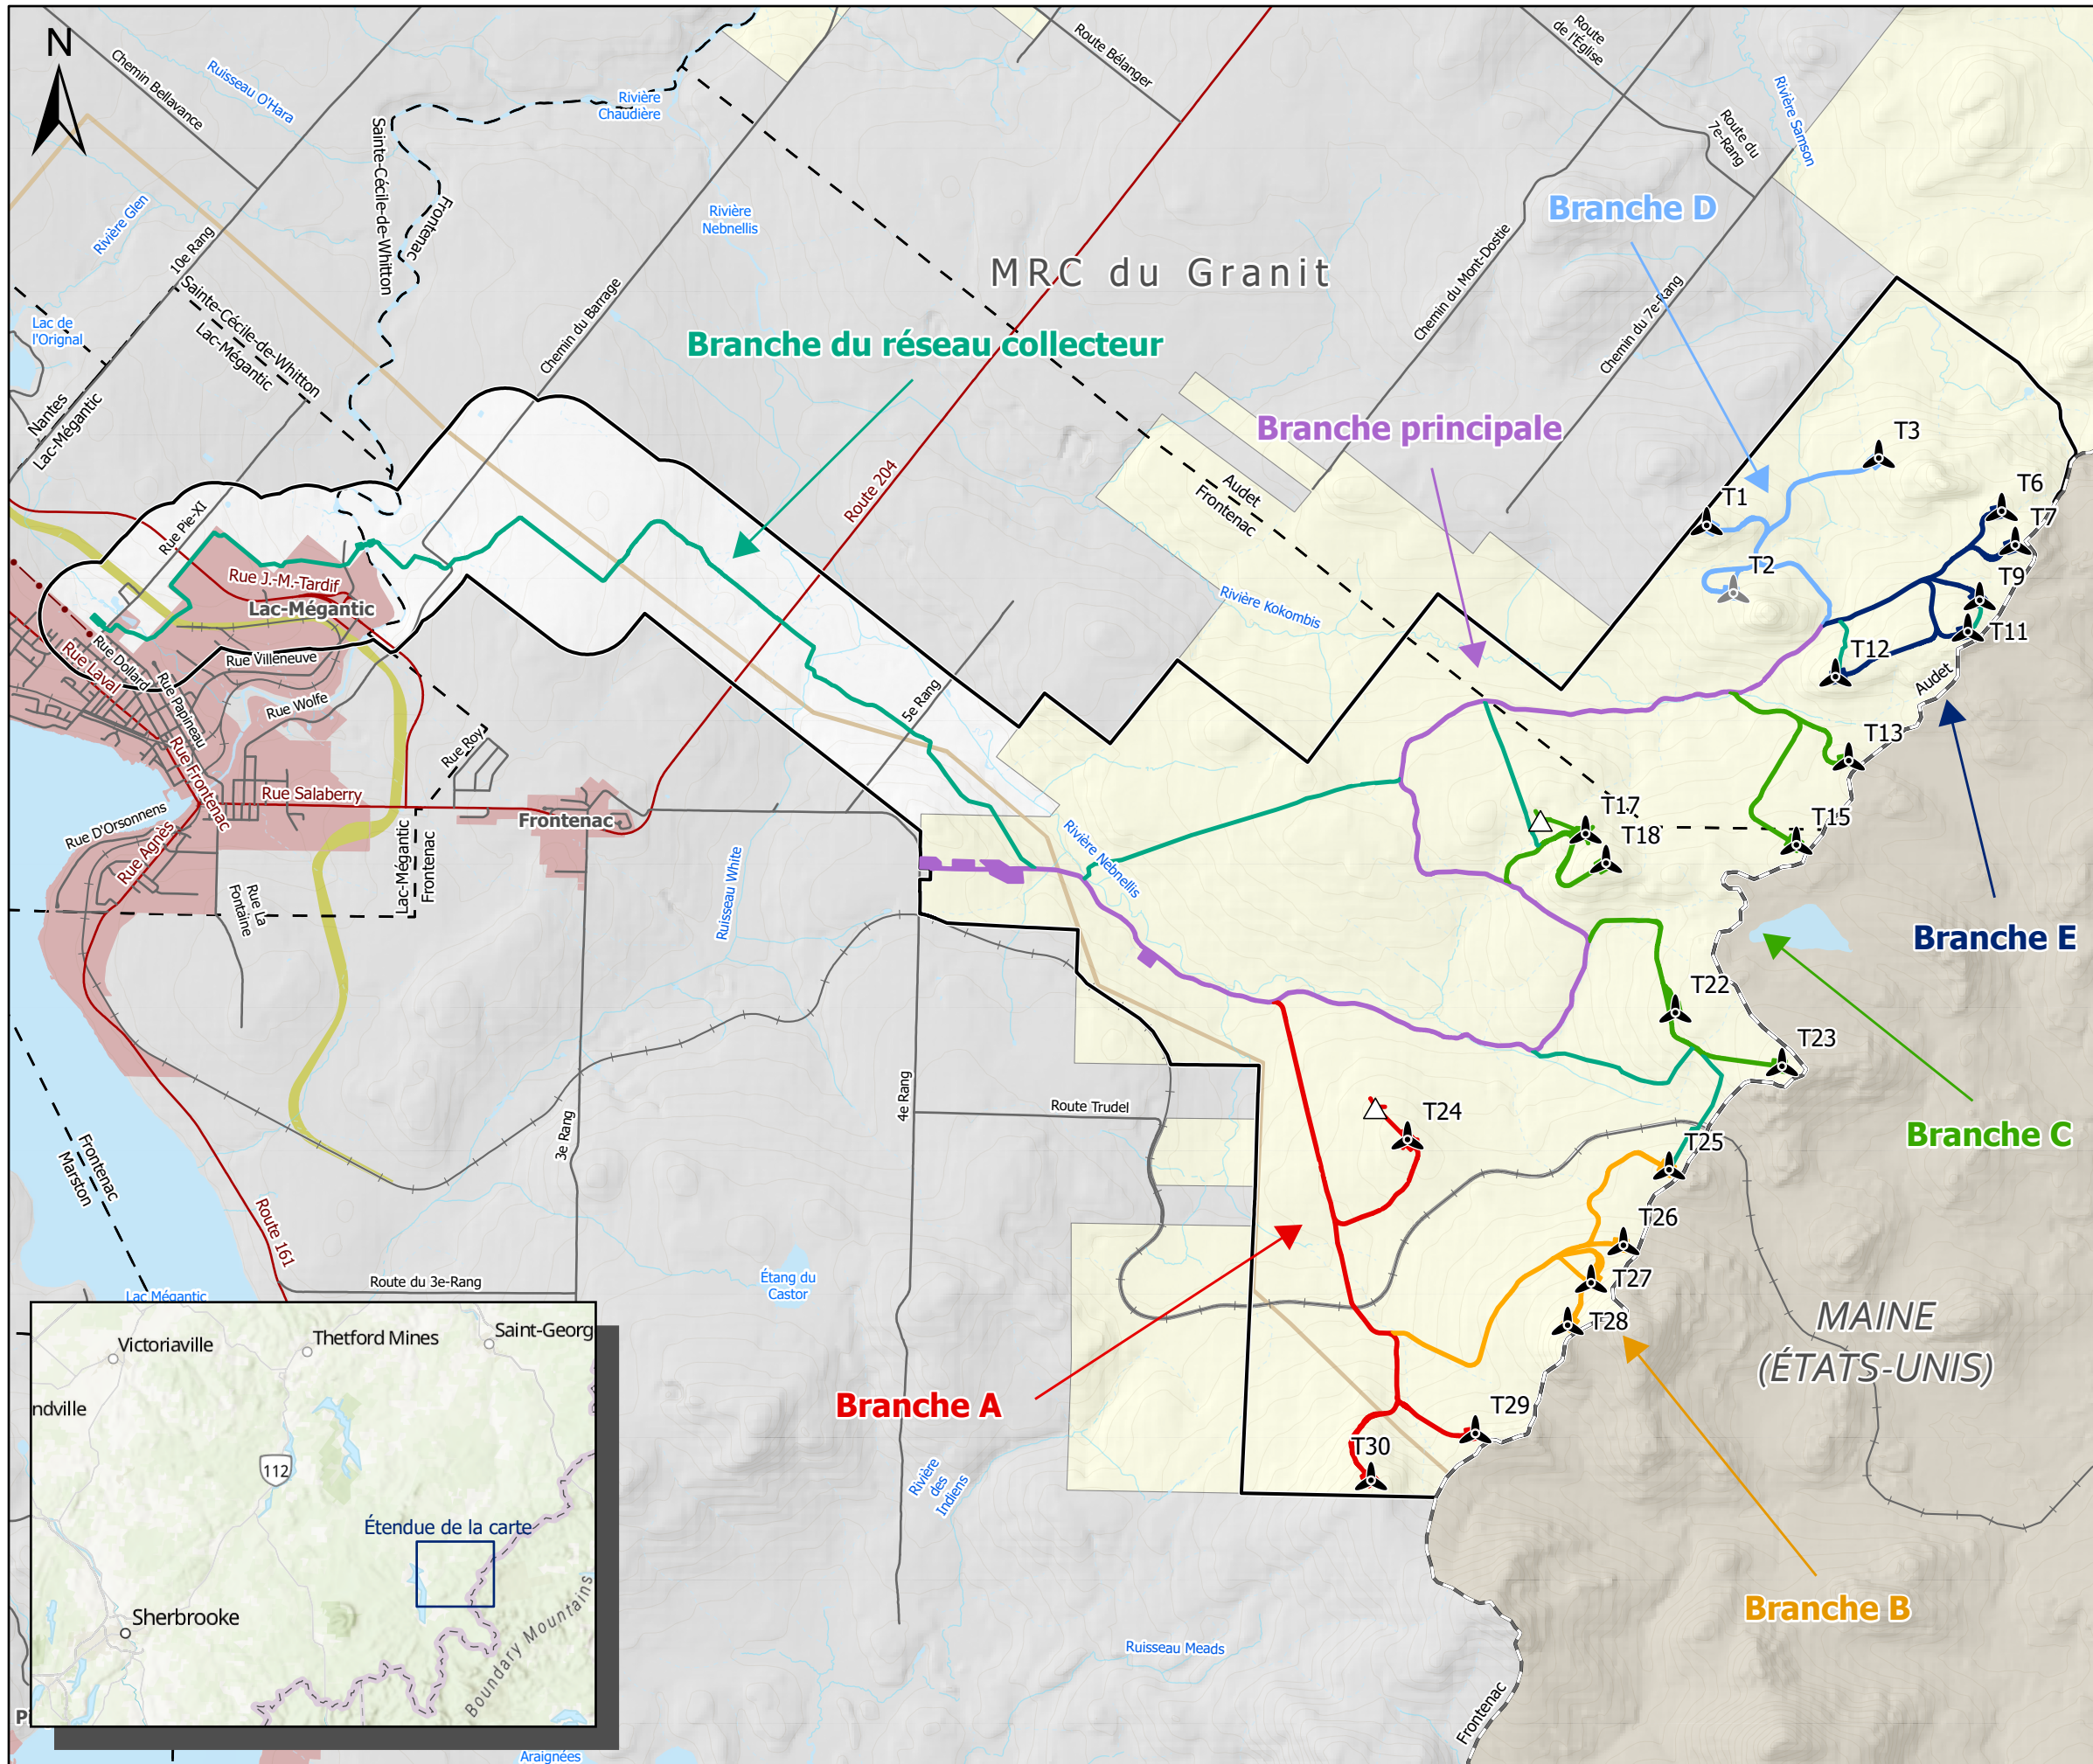 N
Chemin Bellavance
Ruisseau O'Hara
Rivière
Chaudière
Route Bélanger
Route
de l'Église
Route du
7e-Rang
Rivière Samson
Sainte-Cécile-de-Whitton
Frontenac
Rivière Glen
10e Rang
Rivière
Nebnellis
MRC du Granit
Branche D
Chemin du Mont-Dostie
Chemin du 7e-Rang
Lac de
l'Orignal
Sainte-Cécile-de-Whitton
Lac-Mégantic
Chemin du Barrage
Branche du réseau collecteur
Branche principale
Nantes
Lac-Mégantic
Route 204
Audet
Frontenac
T3
T1
T6
T7
T2
T9
T11
T12
Rue Pie-XI
Rue J.-M.-Tardif
Lac-Mégantic
Rivière Kokombis
Rue Dollard
Rue Laval
Rue Villeneuve
Rue Papineau
Rue Wolfe
Audet
5e Rang
Rue Roy
Rue Frontenac
T13
Rue Salaberry
Frontenac
Rue D'Orsonnens
Rue Agnès
Lac-Mégantic
Frontenac
T17
T18
T15
Rivière Nebnellis
Ruisseau White
Rue La
Fontaine
Branche E
T22
T23
4e Rang
Route Trudel
3e Rang
T24
Branche C
T25
Frontenac
Marston
Route 161
T26
T27
T28
Route du 3e-Rang
Étang du
Castor
Lac Mégantic
MAINE
(ÉTATS-UNIS)
Branche A
T29
T30
Rivière
des
Indiens
Branche B
Ruisseau Meads
Frontenac
Victoriaville
Thetford Mines
Saint-Georg
ndville
112
Étendue de la carte
Sherbrooke
Boundary Mountains
Araignées